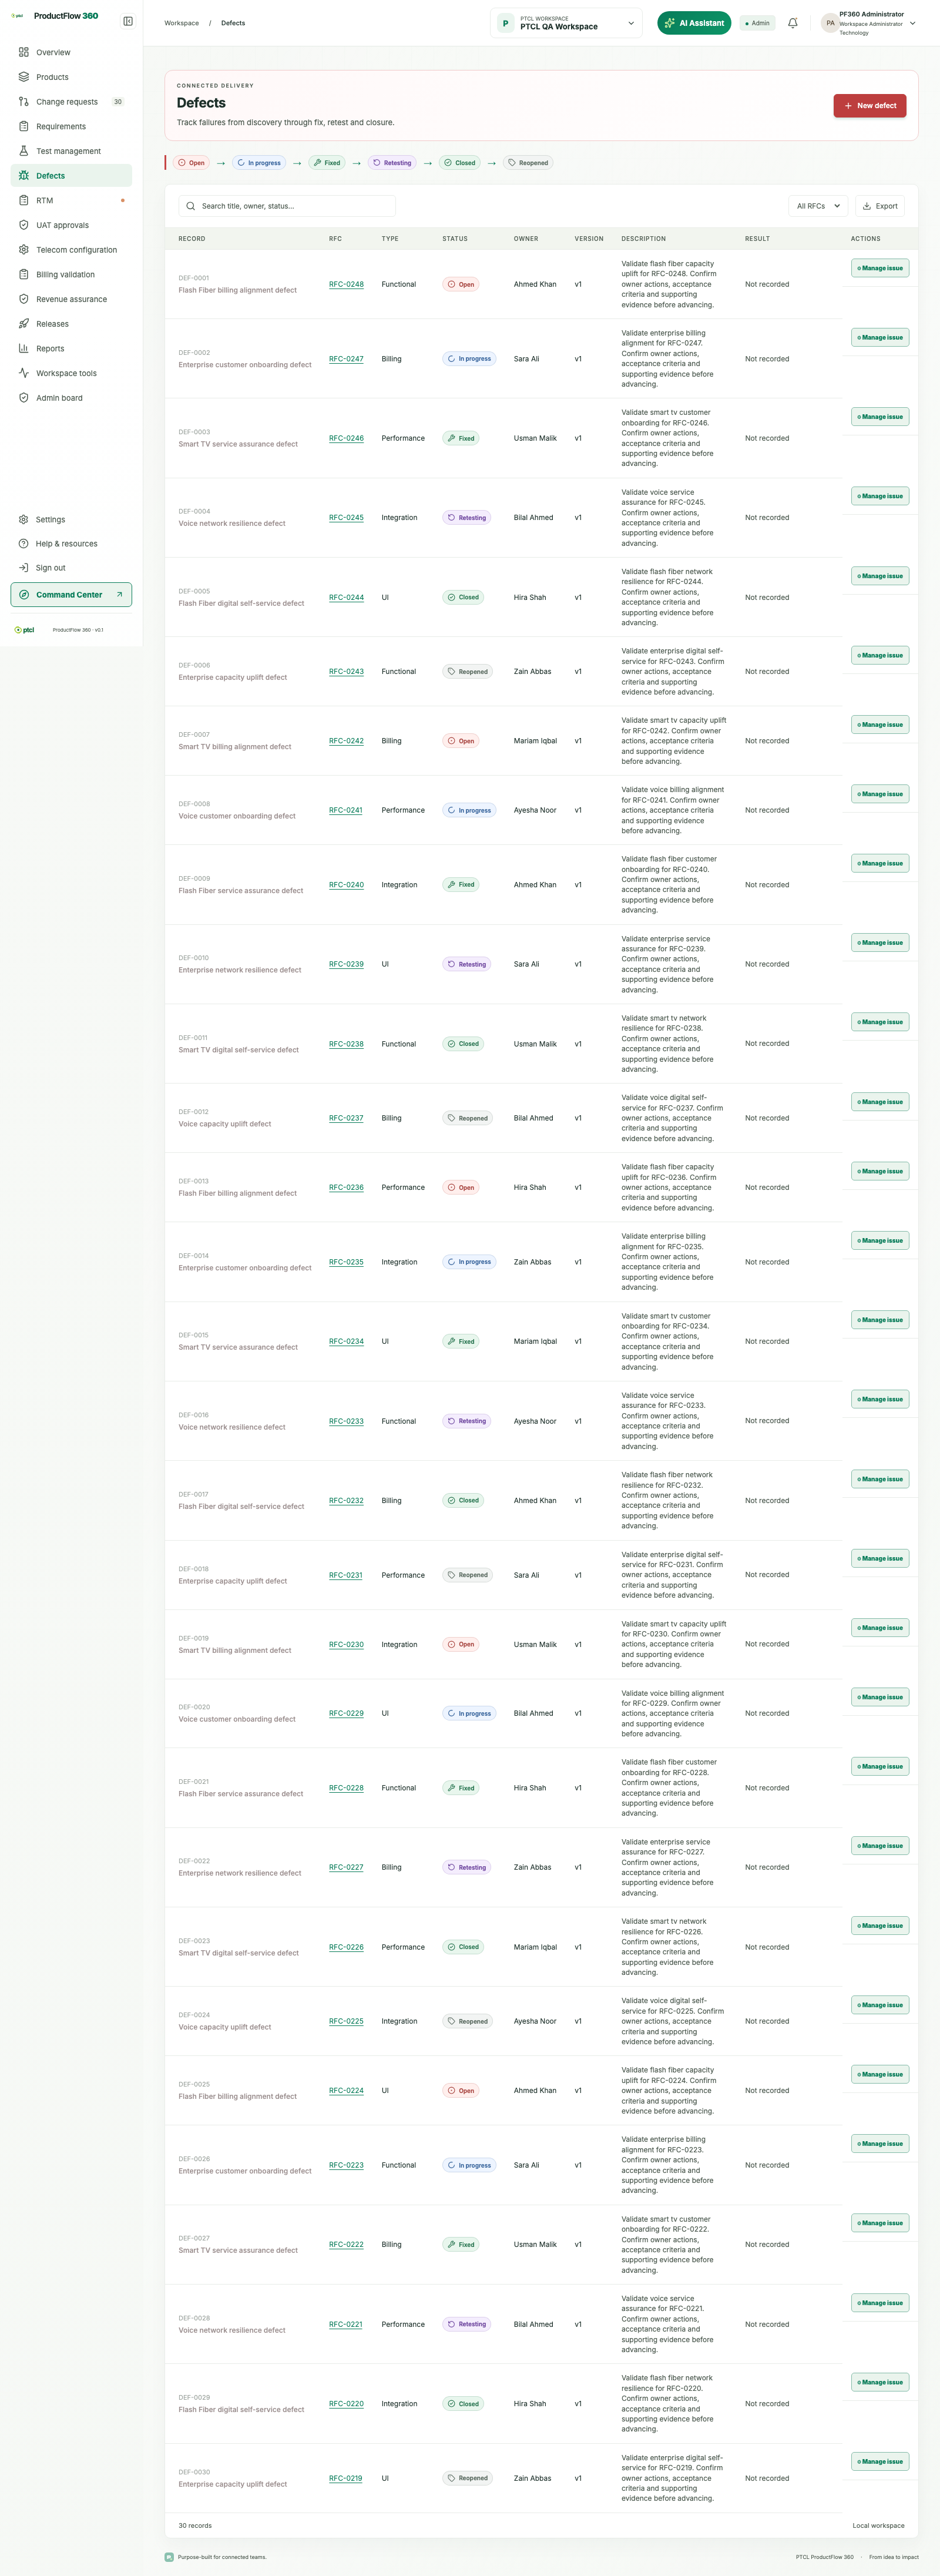 ptcl ProductFlow 360
Overview
Products
Change requests 30
Requirements
Test management
Defects
RTM
UAT approvals
Telecom configuration
Billing validation
Revenue assurance
Releases
Reports
Workspace tools
Admin board
Settings
Help & resources
Sign out
Command Center
ptcl ProductFlow 360 · v0.1
Workspace / Defects
P PTCL WORKSPACE
PTCL QA Workspace
AI Assistant
Admin
PA PF360 Administrator
Workspace Administrator
Technology
CONNECTED DELIVERY
Defects
Track failures from discovery through fix, retest and closure.
+ New defect
Open → In progress → Fixed → Retesting → Closed → Reopened
Search title, owner, status...
All RFCs
Export
RECORD RFC TYPE STATUS OWNER VERSION DESCRIPTION RESULT ACTIONS
DEF-0001
Flash Fiber billing alignment defect
RFC-0248 Functional Open Ahmed Khan v1
Validate flash fiber capacity
uplift for RFC-0248. Confirm
owner actions, acceptance
criteria and supporting
evidence before advancing.
Not recorded
Manage issue
DEF-0002
Enterprise customer onboarding defect
RFC-0247 Billing In progress Sara Ali v1
Validate enterprise billing
alignment for RFC-0247.
Confirm owner actions,
acceptance criteria and
supporting evidence before
advancing.
Not recorded
Manage issue
DEF-0003
Smart TV service assurance defect
RFC-0246 Performance Fixed Usman Malik v1
Validate smart tv customer
onboarding for RFC-0246.
Confirm owner actions,
acceptance criteria and
supporting evidence before
advancing.
Not recorded
Manage issue
DEF-0004
Voice network resilience defect
RFC-0245 Integration Retesting Bilal Ahmed v1
Validate voice service
assurance for RFC-0245.
Confirm owner actions,
acceptance criteria and
supporting evidence before
advancing.
Not recorded
Manage issue
DEF-0005
Flash Fiber digital self-service defect
RFC-0244 UI Closed Hira Shah v1
Validate flash fiber network
resilience for RFC-0244.
Confirm owner actions,
acceptance criteria and
supporting evidence before
advancing.
Not recorded
Manage issue
DEF-0006
Enterprise capacity uplift defect
RFC-0243 Functional Reopened Zain Abbas v1
Validate enterprise digital self-
service for RFC-0243. Confirm
owner actions, acceptance
criteria and supporting
evidence before advancing.
Not recorded
Manage issue
DEF-0007
Smart TV billing alignment defect
RFC-0242 Billing Open Mariam Iqbal v1
Validate smart tv capacity uplift
for RFC-0242. Confirm owner
actions, acceptance criteria
and supporting evidence
before advancing.
Not recorded
Manage issue
DEF-0008
Voice customer onboarding defect
RFC-0241 Performance In progress Ayesha Noor v1
Validate voice billing alignment
for RFC-0241. Confirm owner
actions, acceptance criteria
and supporting evidence
before advancing.
Not recorded
Manage issue
DEF-0009
Flash Fiber service assurance defect
RFC-0240 Integration Fixed Ahmed Khan v1
Validate flash fiber customer
onboarding for RFC-0240.
Confirm owner actions,
acceptance criteria and
supporting evidence before
advancing.
Not recorded
Manage issue
DEF-0010
Enterprise network resilience defect
RFC-0239 UI Retesting Sara Ali v1
Validate enterprise service
assurance for RFC-0239.
Confirm owner actions,
acceptance criteria and
supporting evidence before
advancing.
Not recorded
Manage issue
DEF-0011
Smart TV digital self-service defect
RFC-0238 Functional Closed Usman Malik v1
Validate smart tv network
resilience for RFC-0238.
Confirm owner actions,
acceptance criteria and
supporting evidence before
advancing.
Not recorded
Manage issue
DEF-0012
Voice capacity uplift defect
RFC-0237 Billing Reopened Bilal Ahmed v1
Validate voice digital self-
service for RFC-0237. Confirm
owner actions, acceptance
criteria and supporting
evidence before advancing.
Not recorded
Manage issue
DEF-0013
Flash Fiber billing alignment defect
RFC-0236 Performance Open Hira Shah v1
Validate flash fiber capacity
uplift for RFC-0236. Confirm
owner actions, acceptance
criteria and supporting
evidence before advancing.
Not recorded
Manage issue
DEF-0014
Enterprise customer onboarding defect
RFC-0235 Integration In progress Zain Abbas v1
Validate enterprise billing
alignment for RFC-0235.
Confirm owner actions,
acceptance criteria and
supporting evidence before
advancing.
Not recorded
Manage issue
DEF-0015
Smart TV service assurance defect
RFC-0234 UI Fixed Mariam Iqbal v1
Validate smart tv customer
onboarding for RFC-0234.
Confirm owner actions,
acceptance criteria and
supporting evidence before
advancing.
Not recorded
Manage issue
DEF-0016
Voice network resilience defect
RFC-0233 Functional Retesting Ayesha Noor v1
Validate voice service
assurance for RFC-0233.
Confirm owner actions,
acceptance criteria and
supporting evidence before
advancing.
Not recorded
Manage issue
DEF-0017
Flash Fiber digital self-service defect
RFC-0232 Billing Closed Ahmed Khan v1
Validate flash fiber network
resilience for RFC-0232.
Confirm owner actions,
acceptance criteria and
supporting evidence before
advancing.
Not recorded
Manage issue
DEF-0018
Enterprise capacity uplift defect
RFC-0231 Performance Reopened Sara Ali v1
Validate enterprise digital self-
service for RFC-0231. Confirm
owner actions, acceptance
criteria and supporting
evidence before advancing.
Not recorded
Manage issue
DEF-0019
Smart TV billing alignment defect
RFC-0230 Integration Open Usman Malik v1
Validate smart tv capacity uplift
for RFC-0230. Confirm owner
actions, acceptance criteria
and supporting evidence
before advancing.
Not recorded
Manage issue
DEF-0020
Voice customer onboarding defect
RFC-0229 UI In progress Bilal Ahmed v1
Validate voice billing alignment
for RFC-0229. Confirm owner
actions, acceptance criteria
and supporting evidence
before advancing.
Not recorded
Manage issue
DEF-0021
Flash Fiber service assurance defect
RFC-0228 Functional Fixed Hira Shah v1
Validate flash fiber customer
onboarding for RFC-0228.
Confirm owner actions,
acceptance criteria and
supporting evidence before
advancing.
Not recorded
Manage issue
DEF-0022
Enterprise network resilience defect
RFC-0227 Billing Retesting Zain Abbas v1
Validate enterprise service
assurance for RFC-0227.
Confirm owner actions,
acceptance criteria and
supporting evidence before
advancing.
Not recorded
Manage issue
DEF-0023
Smart TV digital self-service defect
RFC-0226 Performance Closed Mariam Iqbal v1
Validate smart tv network
resilience for RFC-0226.
Confirm owner actions,
acceptance criteria and
supporting evidence before
advancing.
Not recorded
Manage issue
DEF-0024
Voice capacity uplift defect
RFC-0225 Integration Reopened Ayesha Noor v1
Validate voice digital self-
service for RFC-0225. Confirm
owner actions, acceptance
criteria and supporting
evidence before advancing.
Not recorded
Manage issue
DEF-0025
Flash Fiber billing alignment defect
RFC-0224 UI Open Ahmed Khan v1
Validate flash fiber capacity
uplift for RFC-0224. Confirm
owner actions, acceptance
criteria and supporting
evidence before advancing.
Not recorded
Manage issue
DEF-0026
Enterprise customer onboarding defect
RFC-0223 Functional In progress Sara Ali v1
Validate enterprise billing
alignment for RFC-0223.
Confirm owner actions,
acceptance criteria and
supporting evidence before
advancing.
Not recorded
Manage issue
DEF-0027
Smart TV service assurance defect
RFC-0222 Billing Fixed Usman Malik v1
Validate smart tv customer
onboarding for RFC-0222.
Confirm owner actions,
acceptance criteria and
supporting evidence before
advancing.
Not recorded
Manage issue
DEF-0028
Voice network resilience defect
RFC-0221 Performance Retesting Bilal Ahmed v1
Validate voice service
assurance for RFC-0221.
Confirm owner actions,
acceptance criteria and
supporting evidence before
advancing.
Not recorded
Manage issue
DEF-0029
Flash Fiber digital self-service defect
RFC-0220 Integration Closed Hira Shah v1
Validate flash fiber network
resilience for RFC-0220.
Confirm owner actions,
acceptance criteria and
supporting evidence before
advancing.
Not recorded
Manage issue
DEF-0030
Enterprise capacity uplift defect
RFC-0219 UI Reopened Zain Abbas v1
Validate enterprise digital self-
service for RFC-0219. Confirm
owner actions, acceptance
criteria and supporting
evidence before advancing.
Not recorded
Manage issue
30 records
Local workspace
Purpose-built for connected teams.
PTCL ProductFlow 360 · From idea to impact